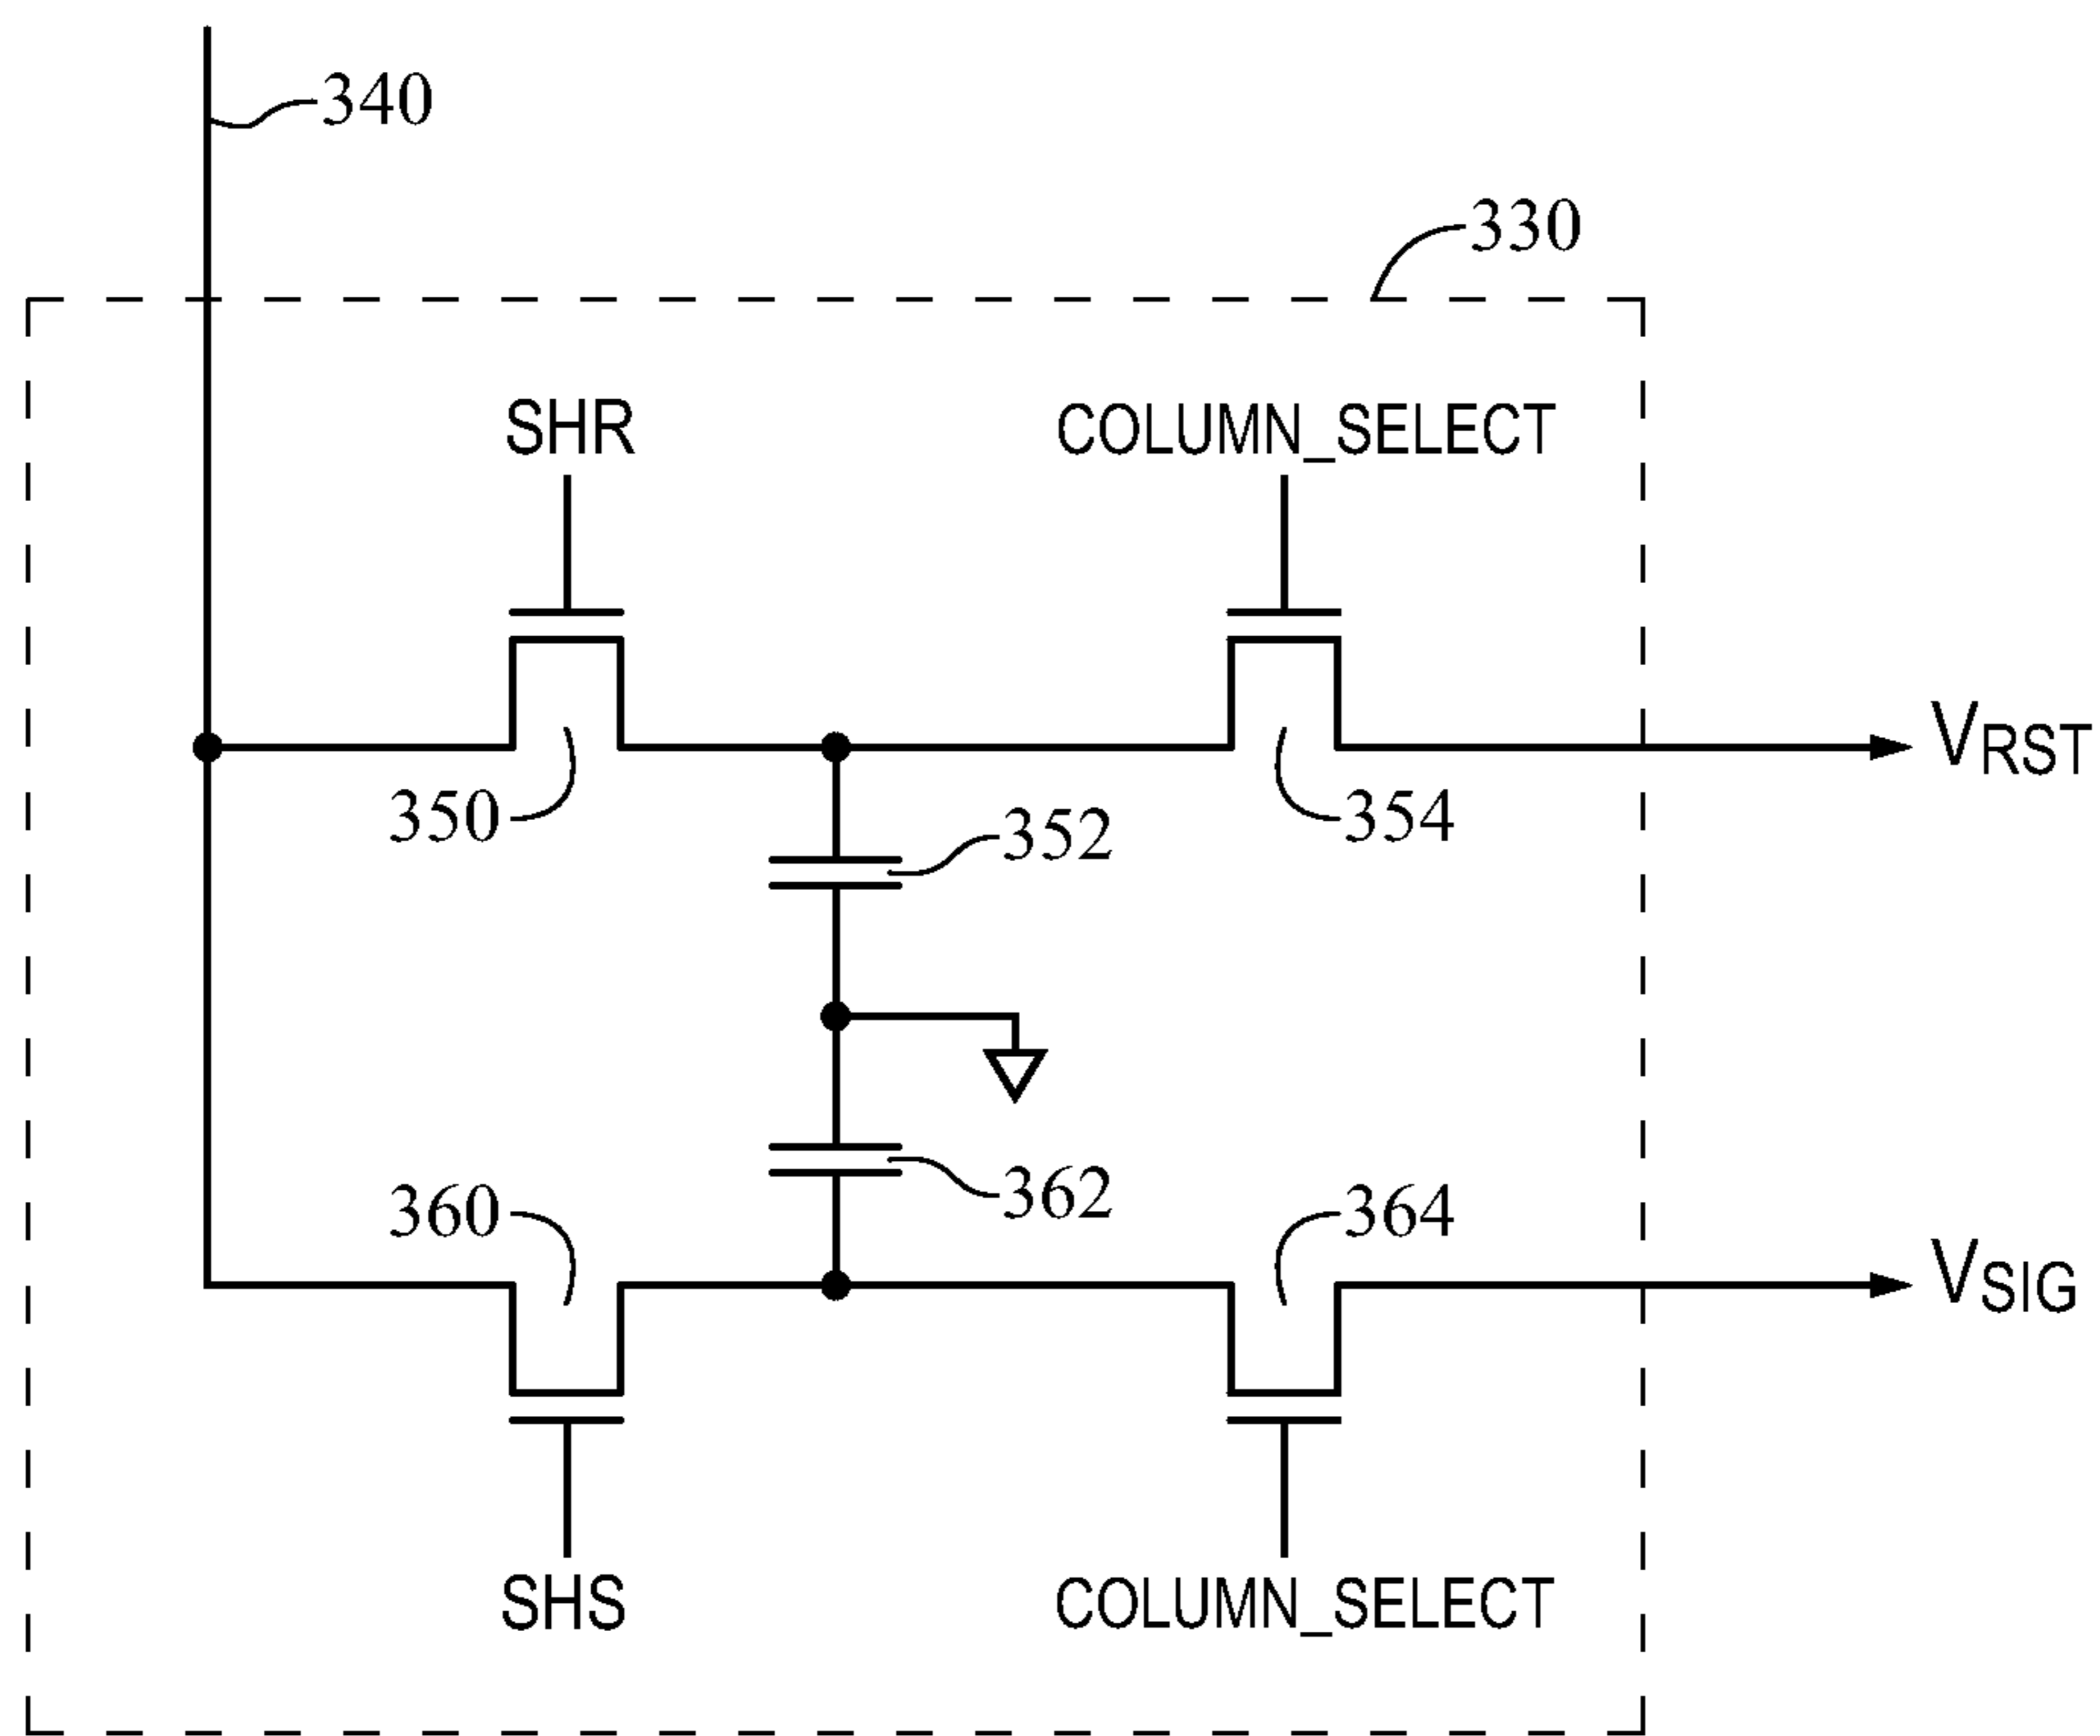 340
330
SHR COLUMN_SELECT
VRST
350 352 354
360 362 364
VSIG
SHS COLUMN_SELECT